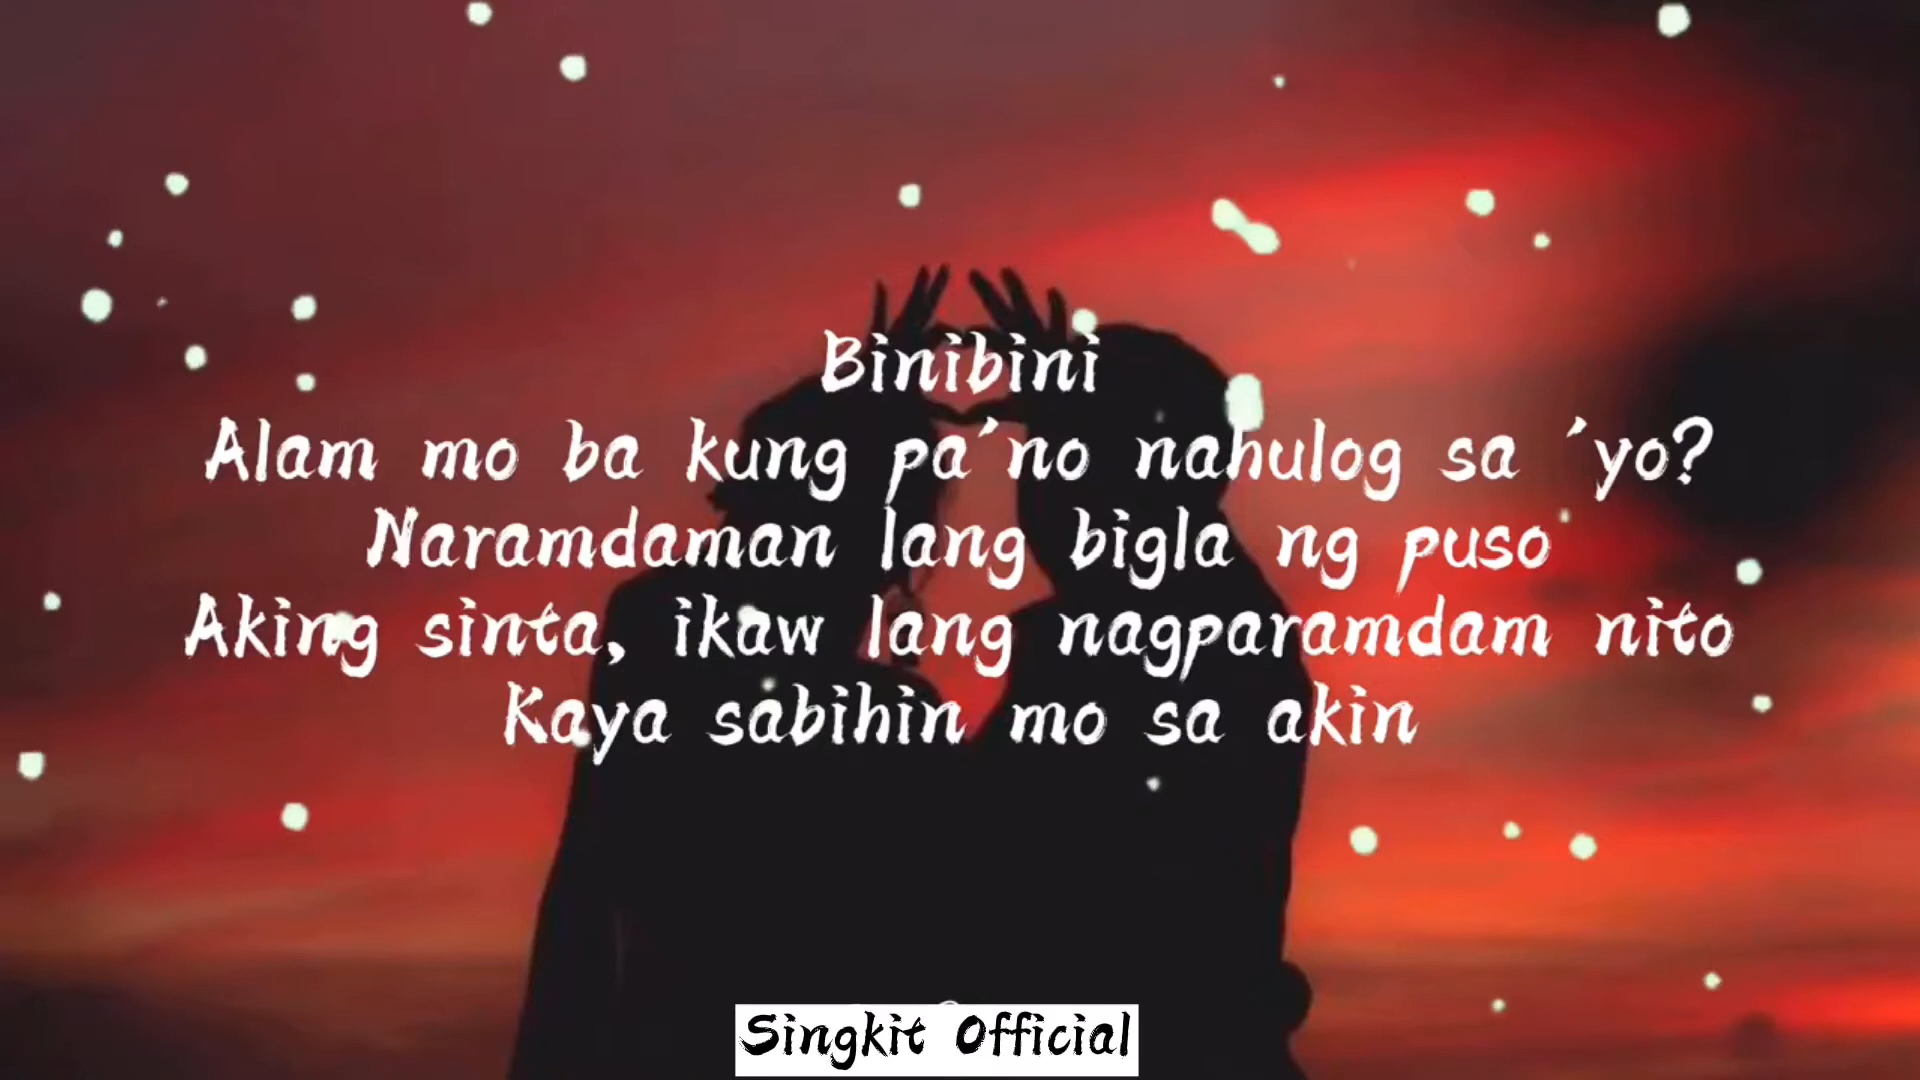 Binibini
Alam mo ba kung pa'no nahulog sa 'yo?
Naramdaman lang bigla ng puso
Aking sinta, ikaw lang nagparamdam nito
Kaya sabihin mo sa akin
Singkit Official